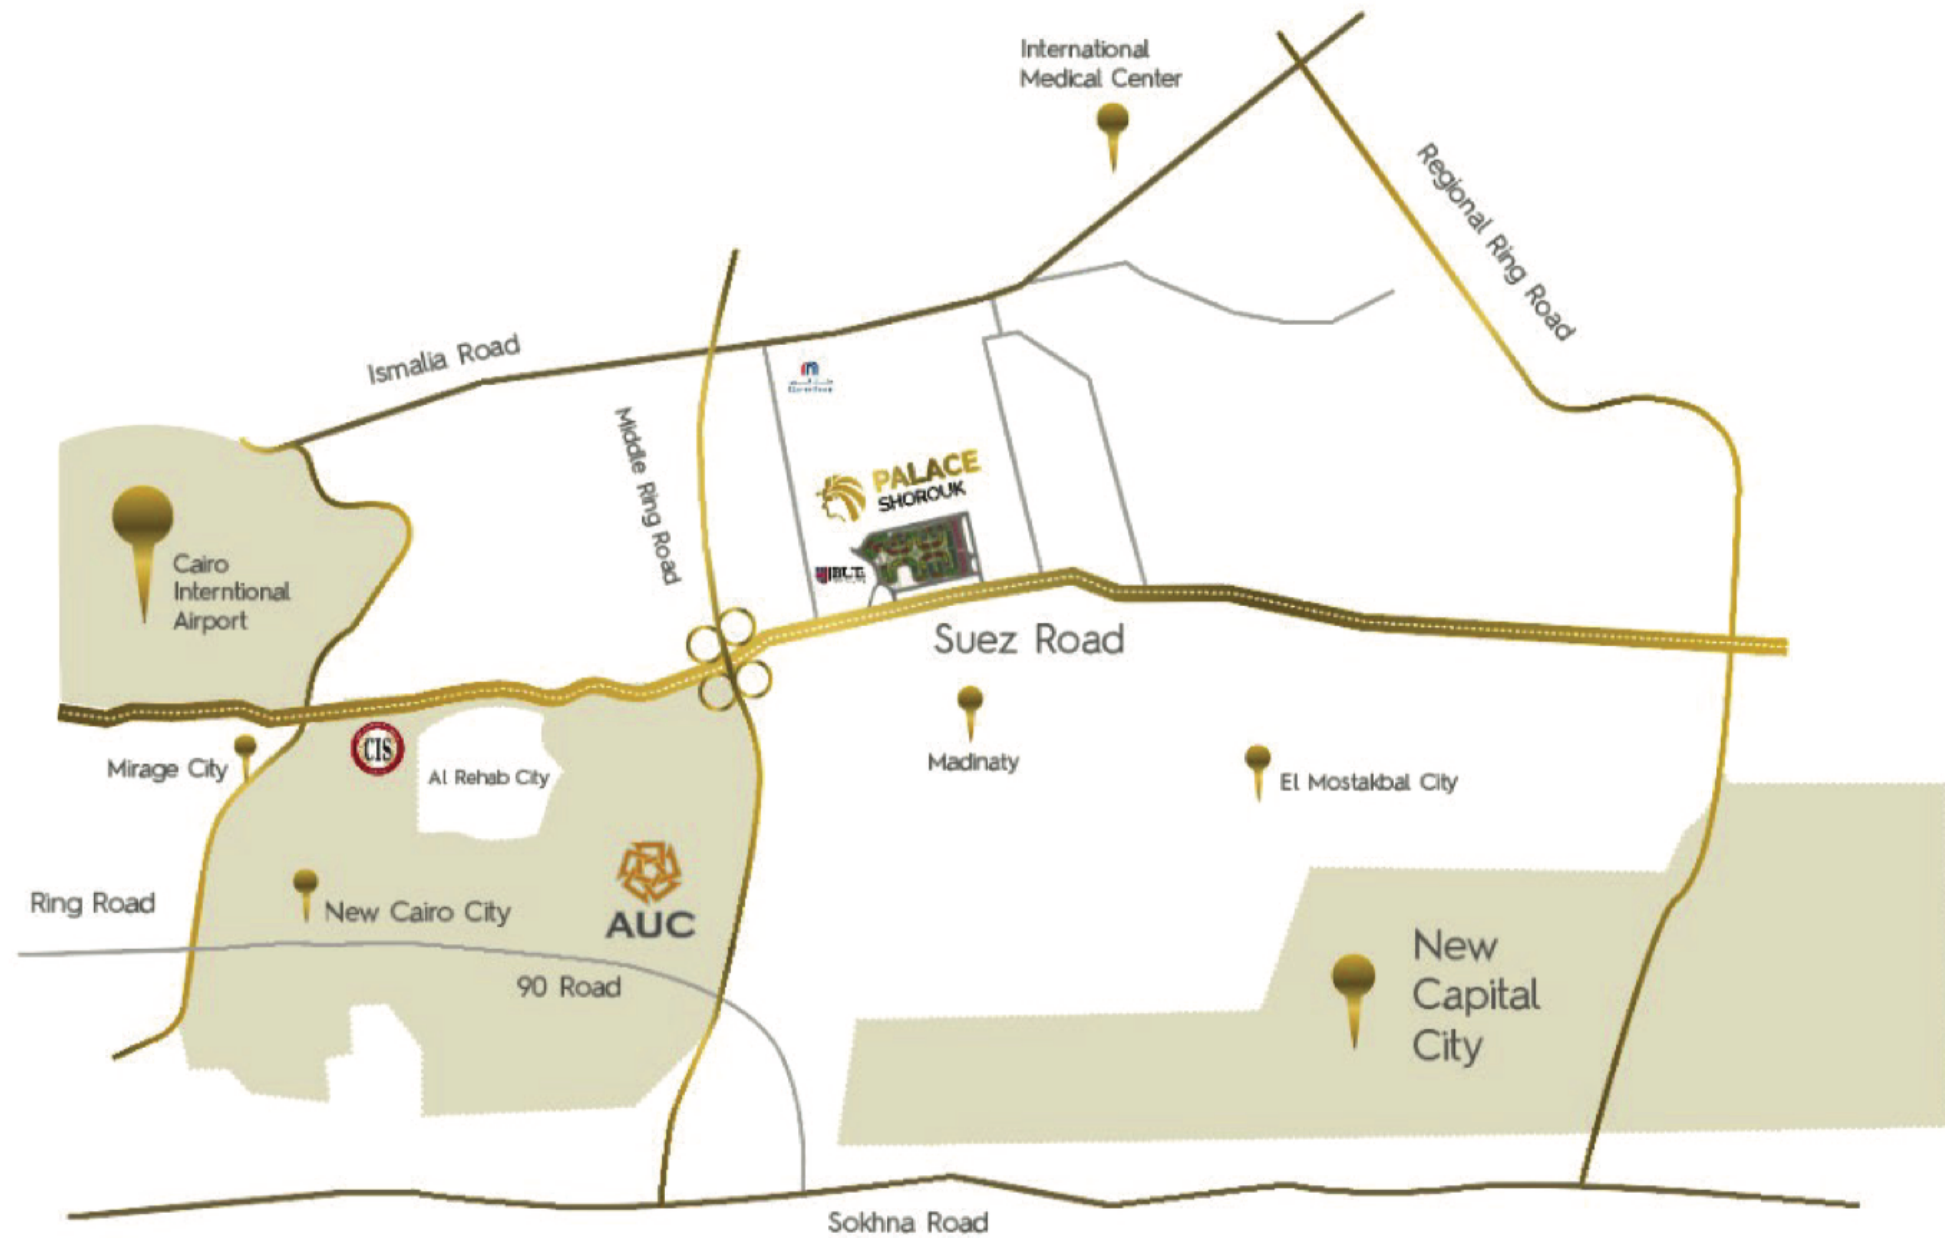 International
Medical Center
Regional Ring Road
Ismalia Road
Middle Ring Road
PALACE
SHOROUK
BUE
Cairo
Interntional
Airport
Suez Road
Mirage City
CIS
Al Rehab City
Madinaty
El Mostakbal City
Ring Road
New Cairo City
AUC
90 Road
New
Capital
City
Sokhna Road